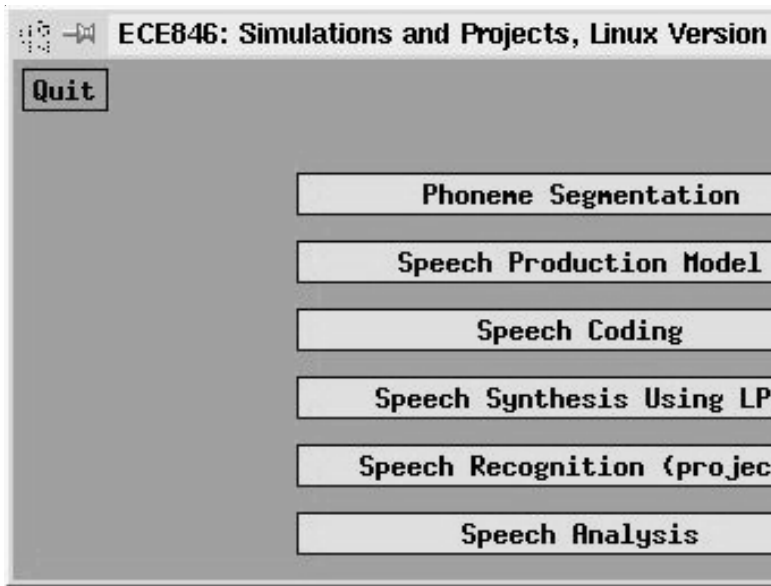 ECE846: Simulations and Projects, Linux Version
Quit
Phoneme Segmentation
Speech Production Model
Speech Coding
Speech Synthesis Using LP
Speech Recognition (projec
Speech Analysis